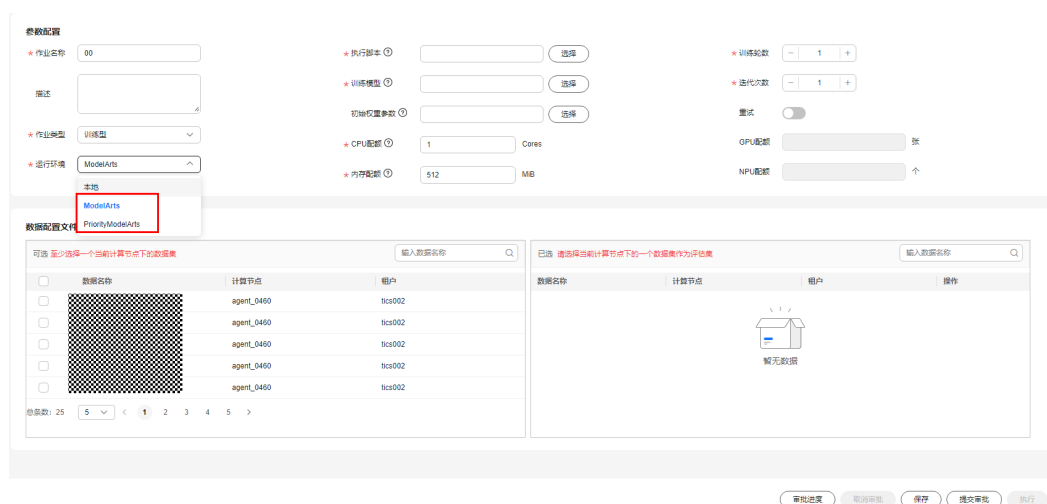 参数配置
* 作业名称 00
* 执行脚本 ? 选择
* 训练轮数 - 1 +
描述
* 训练模型 ? 选择
* 迭代次数 - 1 +
初始权重参数 ? 选择
重试
* 作业类型 训练型
* CPU配额 ? 1 Cores
GPU配额 张
* 运行环境 ModelArts
* 内存配额 ? 512 MiB
NPU配额 个
本地
ModelArts
PriorityModelArts
数据配置文件
可选 至少选择一个当前计算节点下的数据集 输入数据名称
已选 请选择当前计算节点下的一个数据集作为评估集 输入数据名称
数据名称 计算节点 租户
数据名称 计算节点 租户 操作
agent_0460 tics002
agent_0460 tics002
agent_0460 tics002
agent_0460 tics002
agent_0460 tics002
暂无数据
总条数: 25 5 < 1 2 3 4 5 >
审批进度 取消审批 保存 提交审批 执行